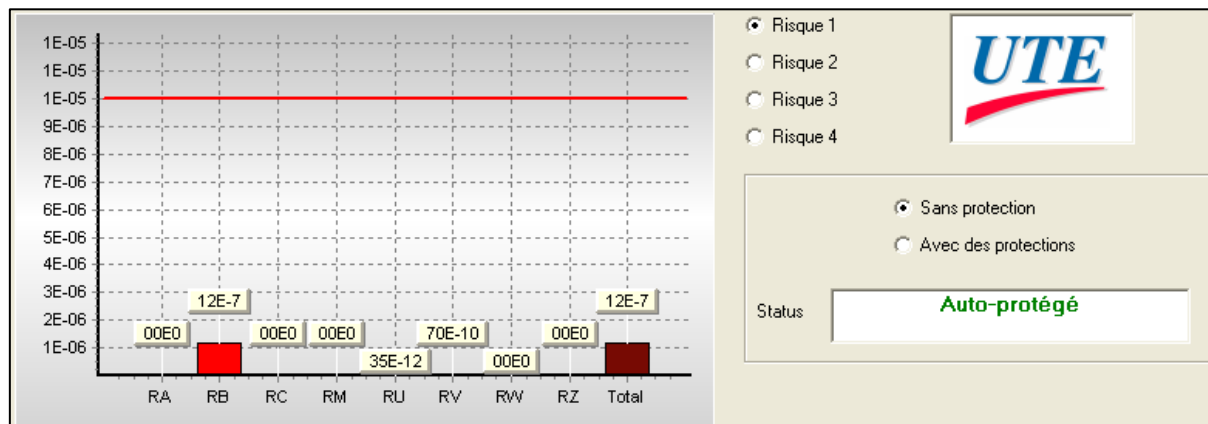 1E-05
1E-05
1E-05
9E-06
8E-06
7E-06
6E-06
5E-06
4E-06
3E-06
2E-06
1E-06
00E0
12E-7
00E0
00E0
35E-12
70E-10
00E0
00E0
12E-7
RA RB RC RM RU RV RW RZ Total
Risque 1
Risque 2
Risque 3
Risque 4
UTE
Sans protection
Avec des protections
Status Auto-protégé